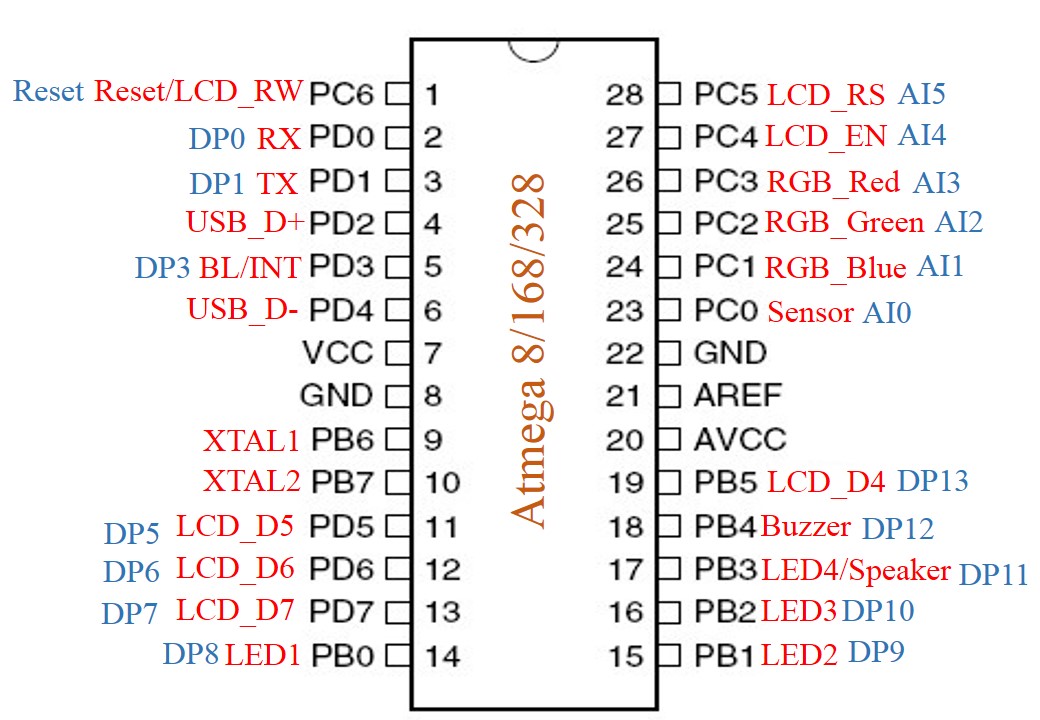 Reset Reset/LCD_RW PC6 1 28 PC5 LCD_RS AI5
DP0 RX PD0 2 27 PC4 LCD_EN AI4
DP1 TX PD1 3 26 PC3 RGB_Red AI3
USB_D+ PD2 4 25 PC2 RGB_Green AI2
DP3 BL/INT PD3 5 24 PC1 RGB_Blue AI1
USB_D- PD4 6 23 PC0 Sensor AI0
VCC 7 22 GND
GND 8 21 AREF
XTAL1 PB6 9 20 AVCC
XTAL2 PB7 10 19 PB5 LCD_D4 DP13
DP5 LCD_D5 PD5 11 18 PB4 Buzzer DP12
DP6 LCD_D6 PD6 12 17 PB3 LED4/Speaker DP11
DP7 LCD_D7 PD7 13 16 PB2 LED3 DP10
DP8 LED1 PB0 14 15 PB1 LED2 DP9
Atmega 8/168/328